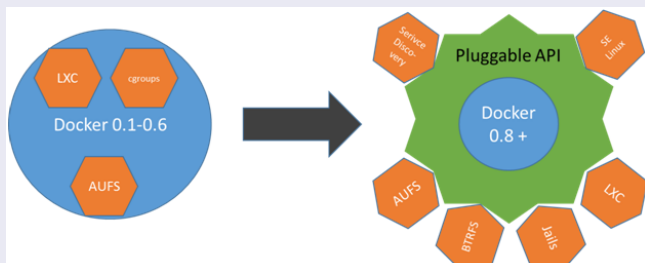 LXC
cgroups
Docker 0.1-0.6
AUFS
Serivce
Disco-
very
Pluggable API
SE
Linux
Docker
0.8 +
AUFS
BTRFS
Jails
LXC